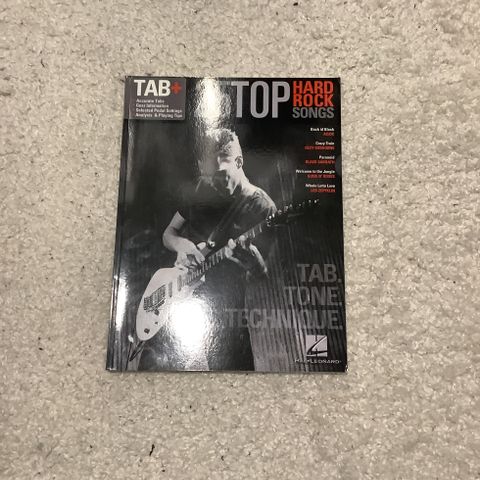 TAB+
Accurate Tabs
Gear Information
Selected Pedal Settings
Analysis & Playing Tips
TOP
HARD
ROCK
SONGS
Back in Black
AC/DC
Crazy Train
OZZY OSBOURNE
Paranoid
BLACK SABBATH
Welcome to the Jungle
GUNS N' ROSES
Whole Lotta Love
LED ZEPPELIN
TAB.
TONE.
TECHNIQUE.
HAL•LEONARD®